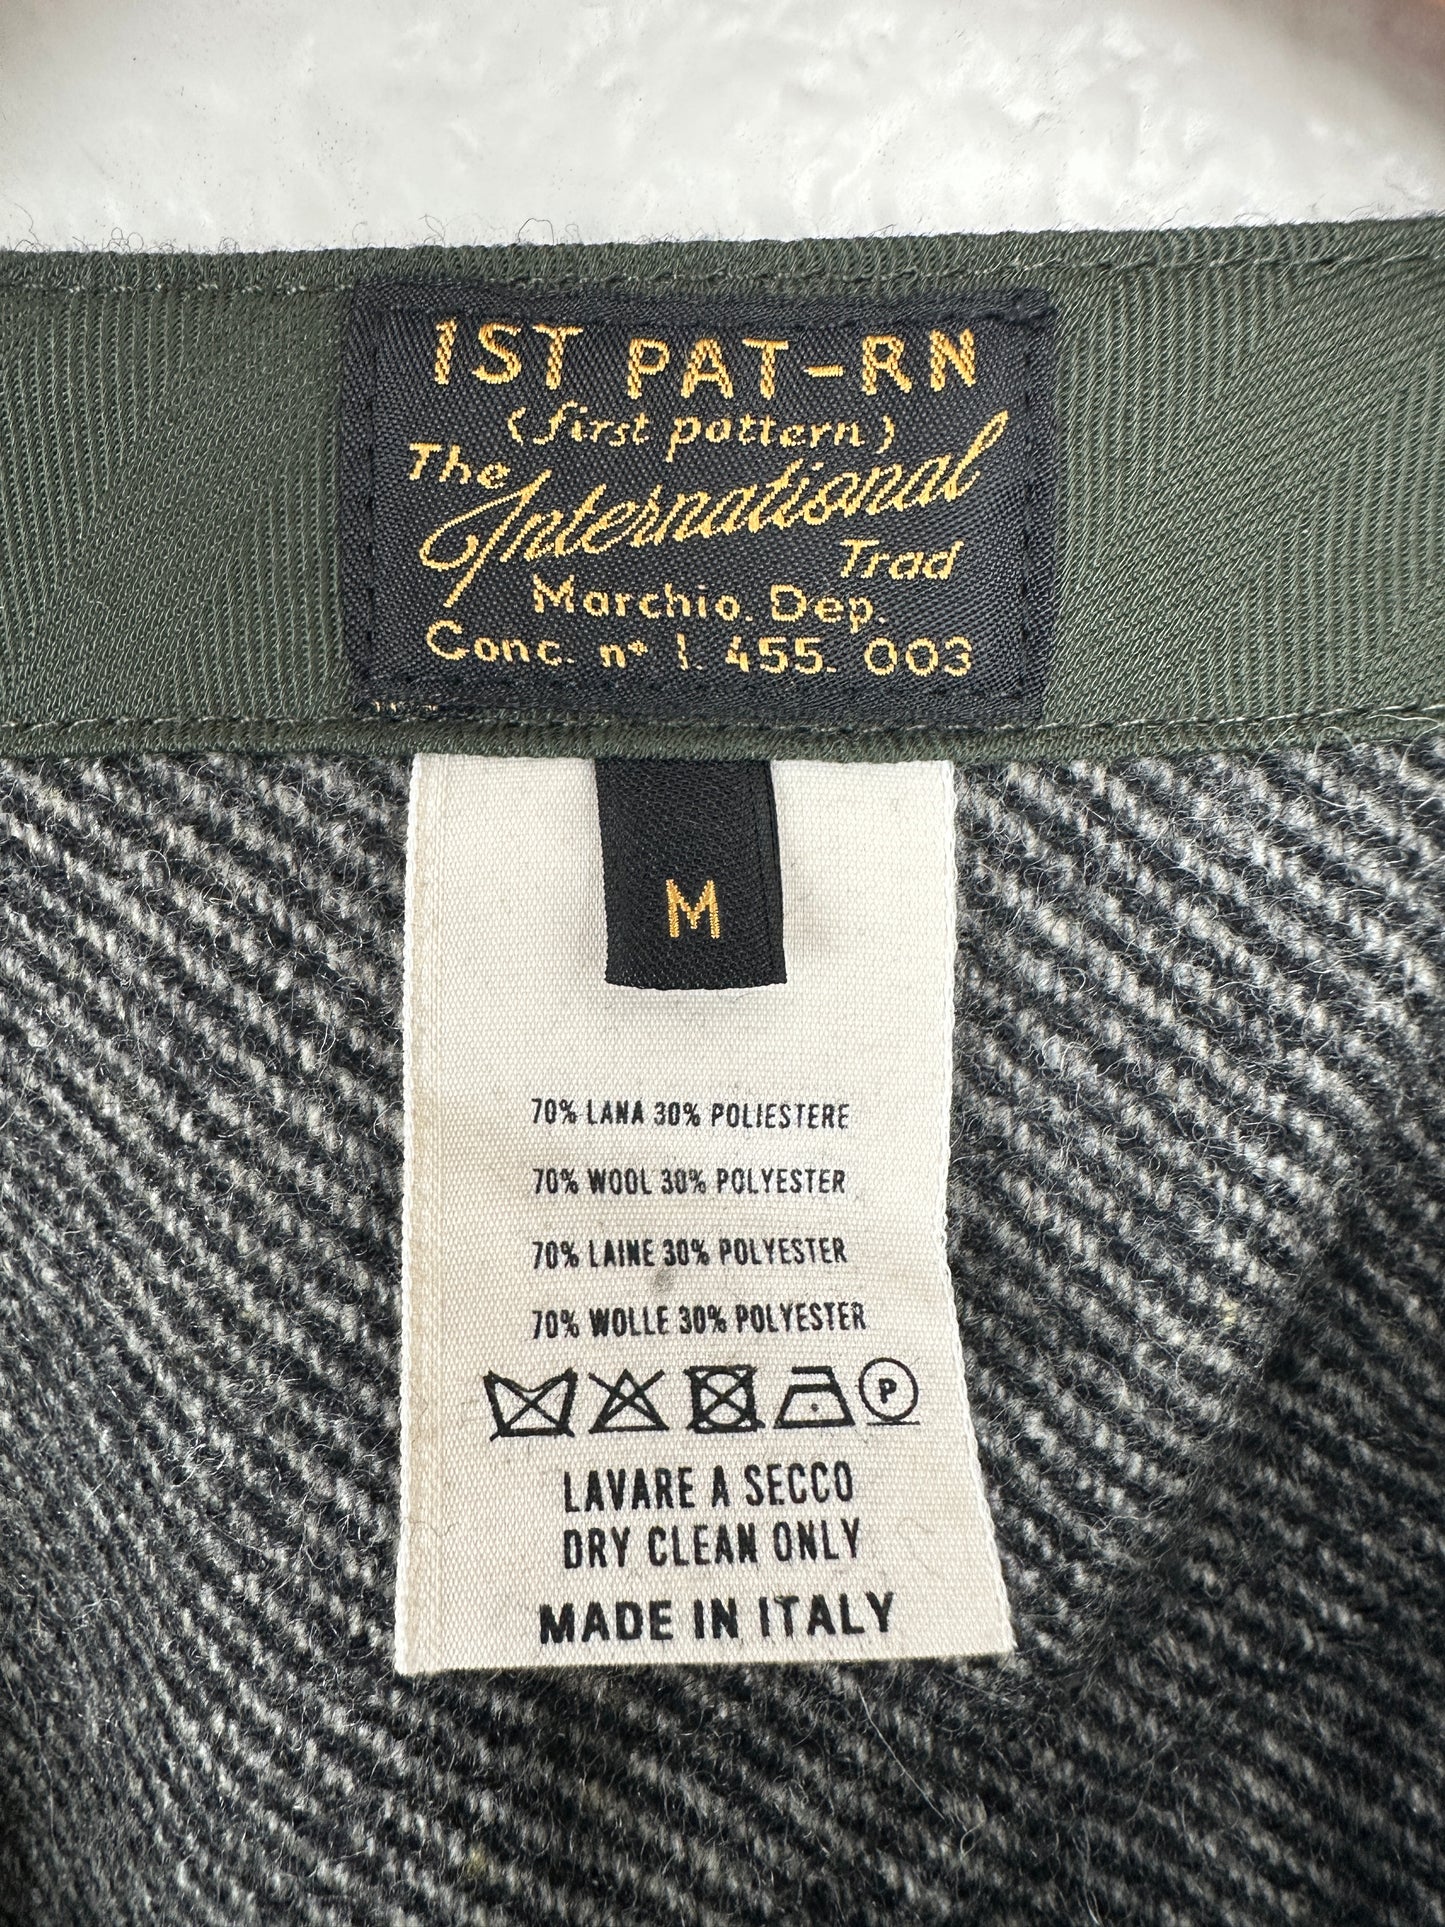 1ST PAT-RN
(first pattern)
The International
Trad
Marchio. Dep.
Conc. n° 1. 455. 003
M
70% LANA 30% POLIESTERE
70% WOOL 30% POLYESTER
70% LAINE 30% POLYESTER
70% WOLLE 30% POLYESTER
P
LAVARE A SECCO
DRY CLEAN ONLY
MADE IN ITALY